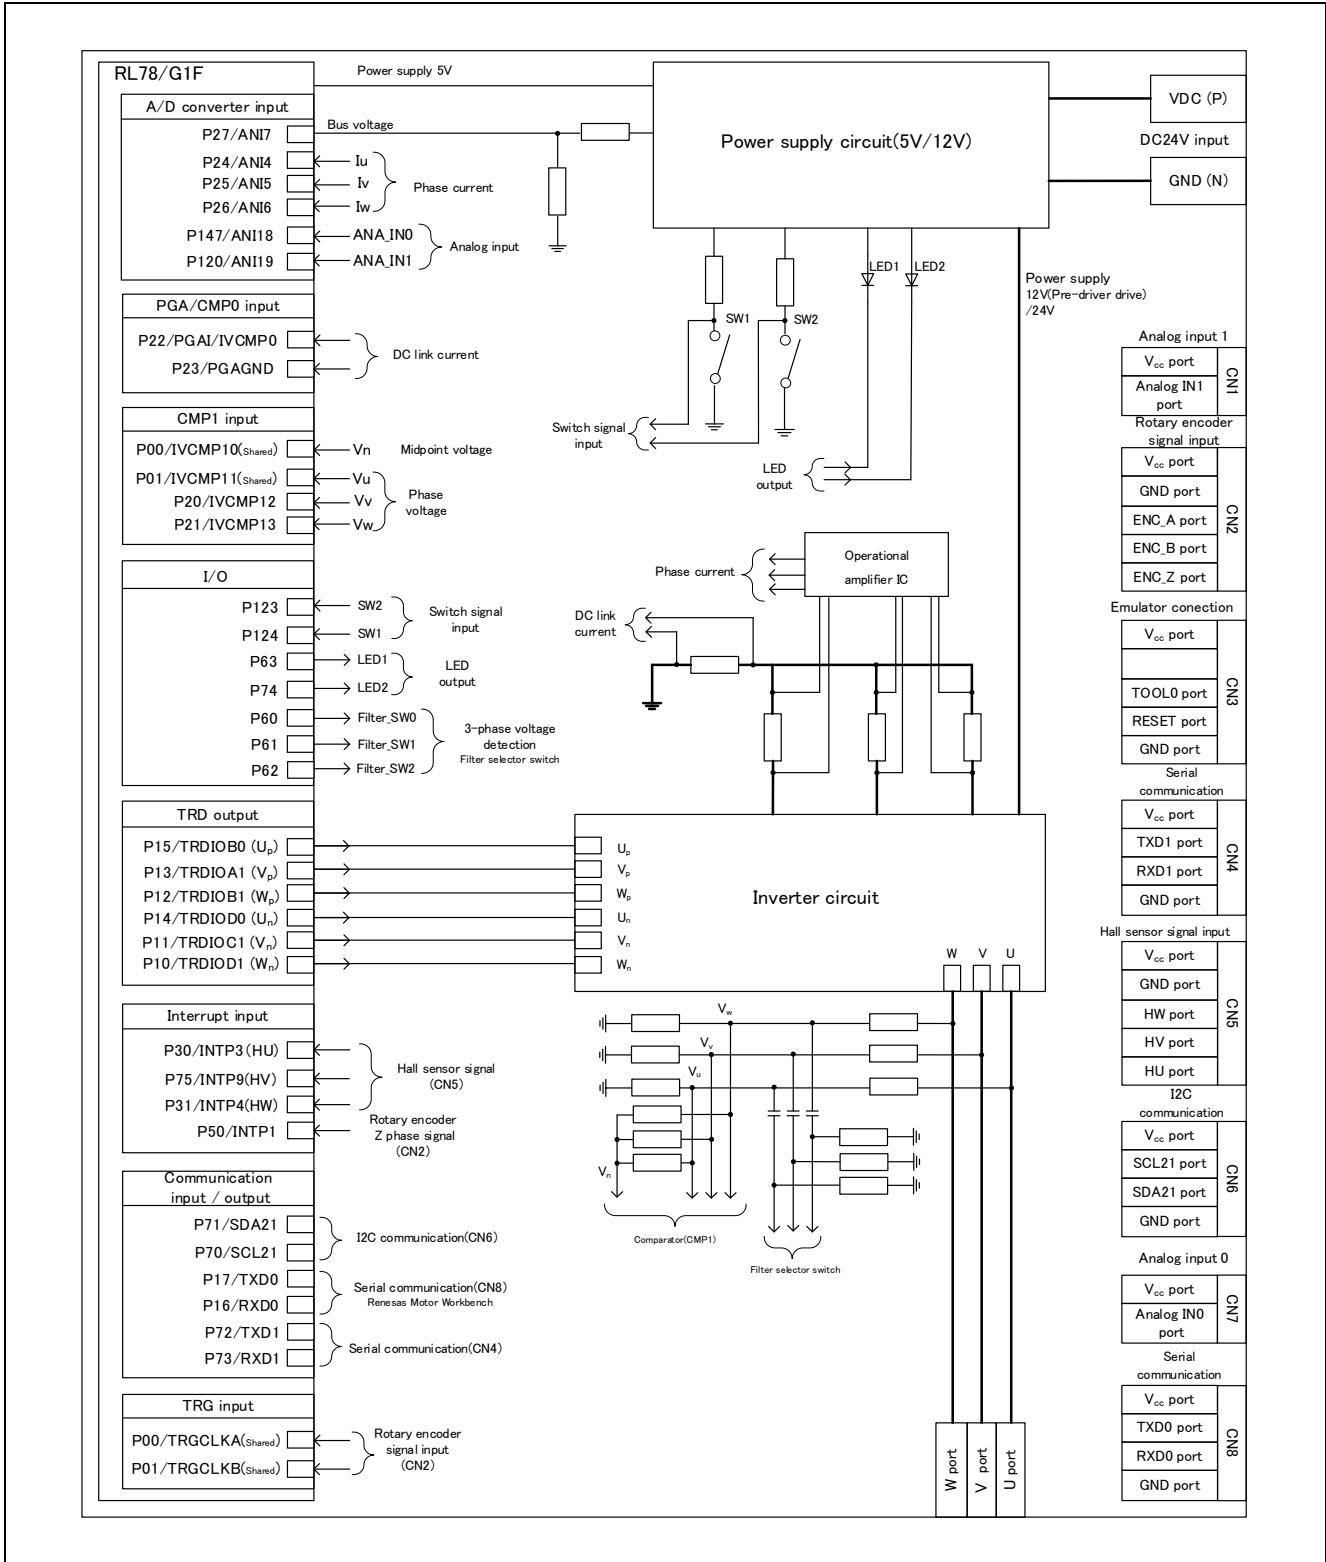 RL78/G1F
Power supply 5V
A/D converter input
P27/ANI7
Bus voltage
P24/ANI4
Iu
P25/ANI5
Iv
P26/ANI6
Iw
Phase current
P147/ANI18
ANA_IN0
P120/ANI19
ANA_IN1
Analog input
PGA/CMP0 input
P22/PGAI/IVCMP0
P23/PGAGND
DC link current
CMP1 input
P00/IVCMP10(Shared)
Vn
Midpoint voltage
P01/IVCMP11(Shared)
Vu
P20/IVCMP12
Vv
P21/IVCMP13
Vw
Phase
voltage
I/O
P123
SW2
P124
SW1
Switch signal
input
P63
LED1
P74
LED2
LED
output
P60
Filter_SW0
P61
Filter_SW1
P62
Filter_SW2
3-phase voltage
detection
Filter selector switch
TRD output
P15/TRDIOB0 (Up)
P13/TRDIOA1 (Vp)
P12/TRDIOB1 (Wp)
P14/TRDIOD0 (Un)
P11/TRDIOC1 (Vn)
P10/TRDIOD1 (Wn)
Interrupt input
P30/INTP3 (HU)
P75/INTP9(HV)
P31/INTP4(HW)
Hall sensor signal
(CN5)
P50/INTP1
Rotary encoder
Z phase signal
(CN2)
Communication
input / output
P71/SDA21
P70/SCL21
I2C communication(CN6)
P17/TXD0
P16/RXD0
Serial communication(CN8)
Renesas Motor Workbench
P72/TXD1
P73/RXD1
Serial communication(CN4)
TRG input
P00/TRGCLKA(Shared)
P01/TRGCLKB(Shared)
Rotary encoder
signal input
(CN2)
Power supply circuit(5V/12V)
VDC (P)
DC24V input
GND (N)
LED1
LED2
SW1
SW2
Power supply
12V(Pre-driver drive)
/24V
Switch signal
input
LED
output
Phase current
Operational
amplifier IC
DC link
current
Inverter circuit
Up
Vp
Wp
Un
Vn
Wn
W
V
U
Vw
Vv
Vu
Vn
Comparator(CMP1)
Filter selector switch
W port
V port
U port
Analog input 1
Vcc port
Analog IN1
port
CN1
Rotary encoder
signal input
Vcc port
GND port
ENC_A port
ENC_B port
ENC_Z port
CN2
Emulator conection
Vcc port
TOOL0 port
RESET port
GND port
CN3
Serial
communication
Vcc port
TXD1 port
RXD1 port
GND port
CN4
Hall sensor signal input
Vcc port
GND port
HW port
HV port
HU port
CN5
I2C
communication
Vcc port
SCL21 port
SDA21 port
GND port
CN6
Analog input 0
Vcc port
Analog IN0
port
CN7
Serial
communication
Vcc port
TXD0 port
RXD0 port
GND port
CN8